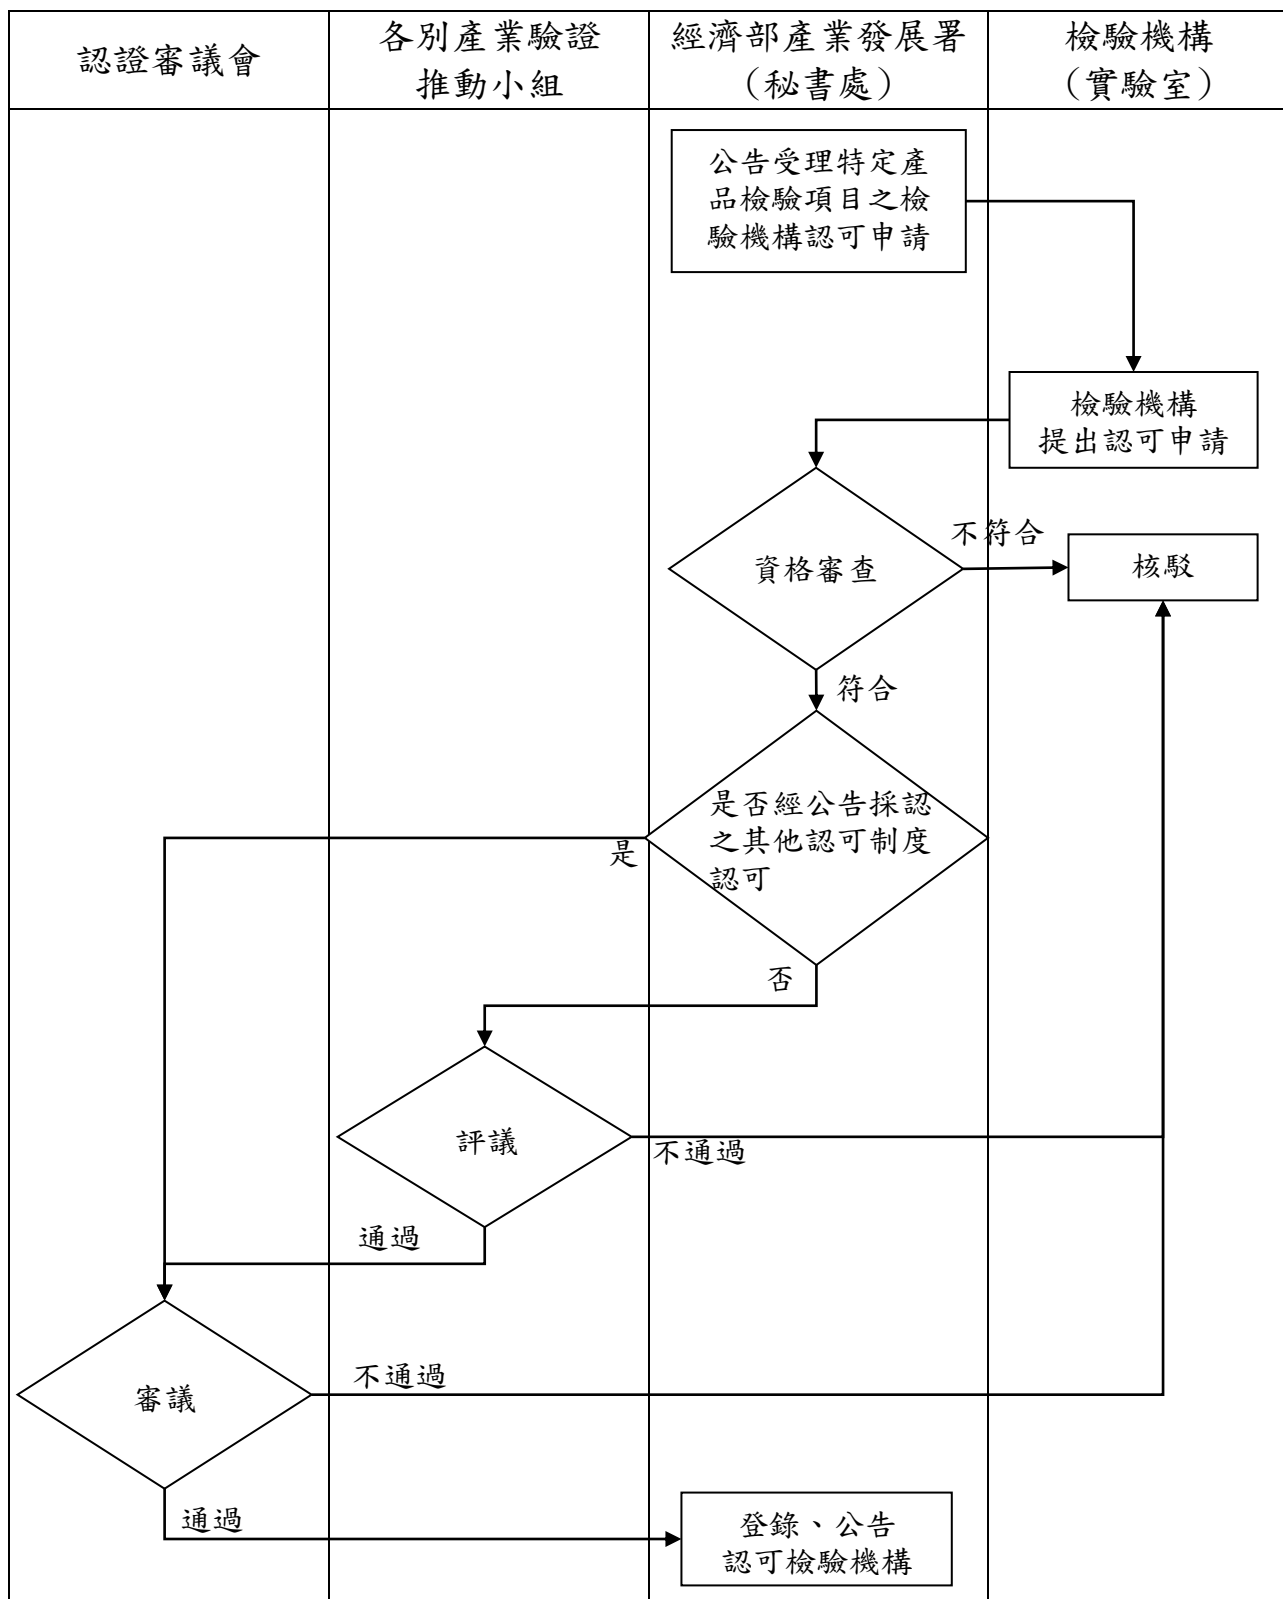 認證審議會
各別產業驗證
推動小組
經濟部產業發展署
（秘書處）
檢驗機構
（實驗室）
公告受理特定產
品檢驗項目之檢
驗機構認可申請
檢驗機構
提出認可申請
資格審查
不符合
核駁
符合
是否經公告採認
之其他認可制度
認可
是
否
評議
不通過
通過
審議
不通過
通過
登錄、公告
認可檢驗機構